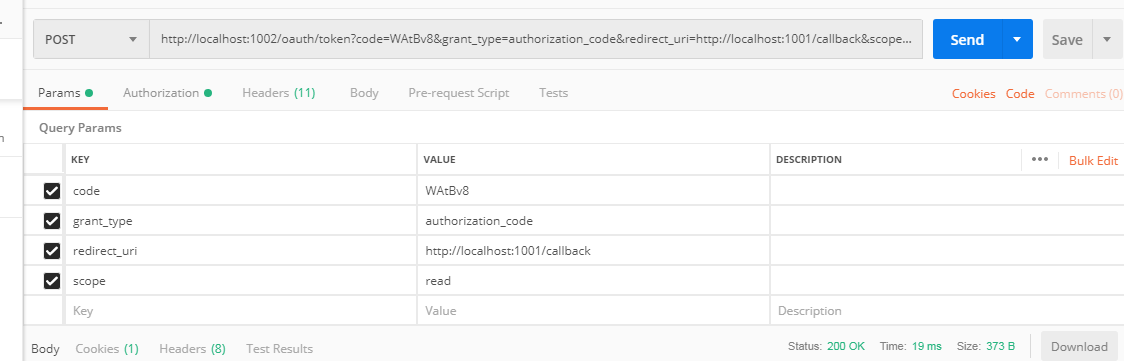 POST http://localhost:1002/oauth/token?code=WAtBv8&grant_type=authorization_code&redirect_uri=http://localhost:1001/callback&scope... Send Save
Params Authorization Headers (11) Body Pre-request Script Tests Cookies Code Comments (0)
Query Params
KEY VALUE DESCRIPTION ••• Bulk Edit
code WAtBv8
grant_type authorization_code
redirect_uri http://localhost:1001/callback
scope read
Key Value Description
Body Cookies (1) Headers (8) Test Results Status: 200 OK Time: 19 ms Size: 373 B Download